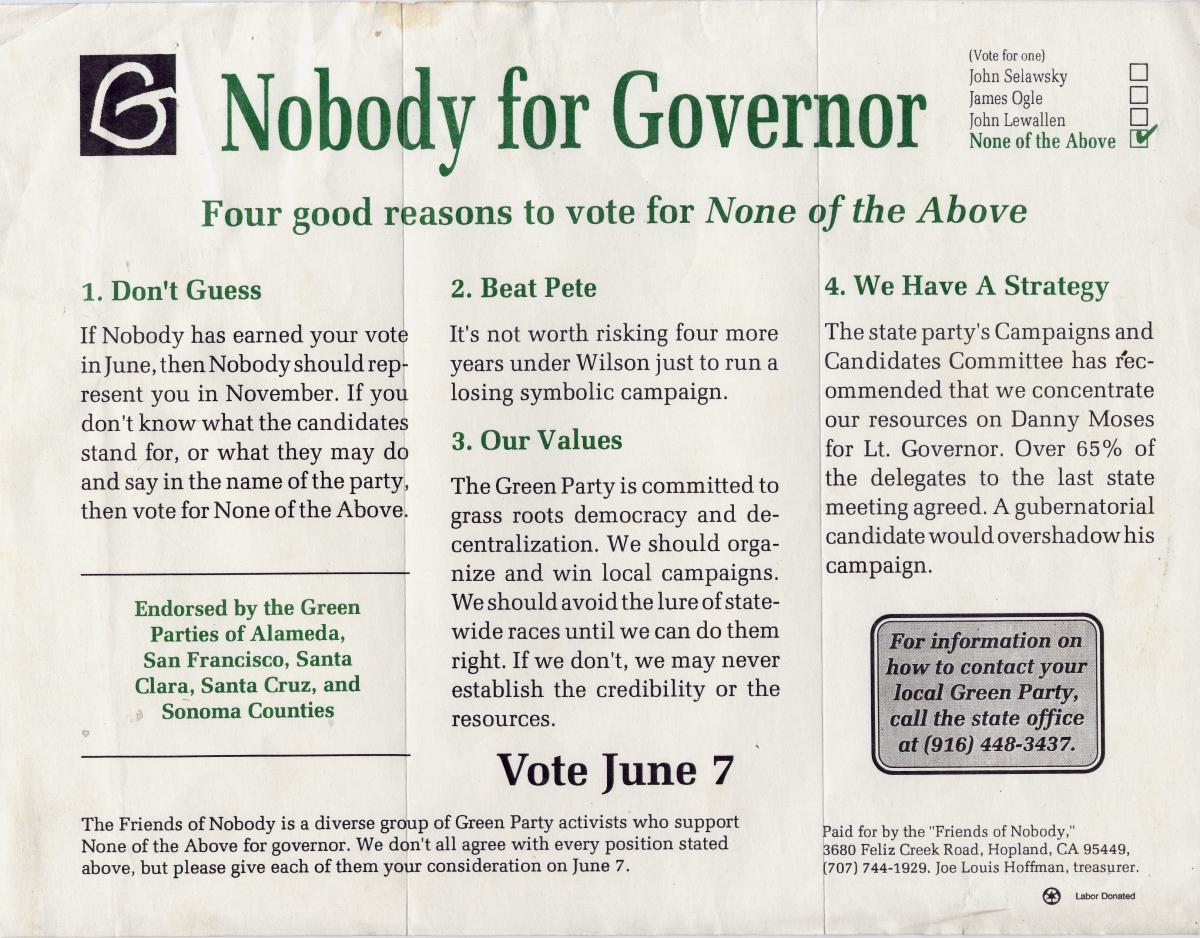 G
Nobody for Governor
(Vote for one)
John Selawsky
James Ogle
John Lewallen
None of the Above
Four good reasons to vote for None of the Above
1. Don't Guess
If Nobody has earned your vote
in June, then Nobody should rep-
resent you in November. If you
don't know what the candidates
stand for, or what they may do
and say in the name of the party,
then vote for None of the Above.
Endorsed by the Green
Parties of Alameda,
San Francisco, Santa
Clara, Santa Cruz, and
Sonoma Counties
2. Beat Pete
It's not worth risking four more
years under Wilson just to run a
losing symbolic campaign.
3. Our Values
The Green Party is committed to
grass roots democracy and de-
centralization. We should orga-
nize and win local campaigns.
We should avoid the lure of state-
wide races until we can do them
right. If we don't, we may never
establish the credibility or the
resources.
Vote June 7
4. We Have A Strategy
The state party's Campaigns and
Candidates Committee has rec-
ommended that we concentrate
our resources on Danny Moses
for Lt. Governor. Over 65% of
the delegates to the last state
meeting agreed. A gubernatorial
candidate would overshadow his
campaign.
For information on
how to contact your
local Green Party,
call the state office
at (916) 448-3437.
The Friends of Nobody is a diverse group of Green Party activists who support
None of the Above for governor. We don't all agree with every position stated
above, but please give each of them your consideration on June 7.
Paid for by the "Friends of Nobody,"
3680 Feliz Creek Road, Hopland, CA 95449,
(707) 744-1929. Joe Louis Hoffman, treasurer.
Labor Donated